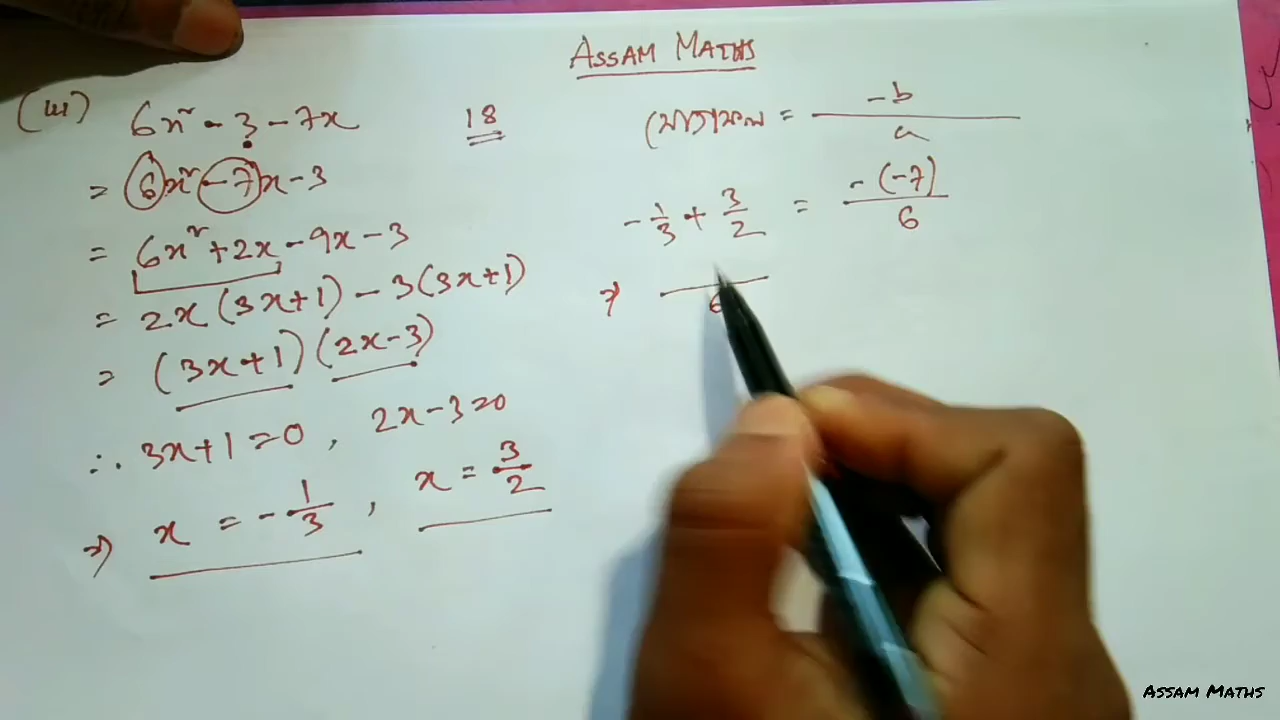 ASSAM MATHS
(iii) 6x² - 3 - 7x
18
= 6x² - 7x - 3
= 6x² + 2x - 9x - 3
= 2x (3x+1) - 3(3x+1)
= (3x+1) (2x-3)
∴ 3x+1 = 0 , 2x-3=0
⇒ x = -1/3 , x = 3/2
যোগফল = -b/a
-1/3 + 3/2 = -(-7)/6
⇒ /6
ASSAM MATHS